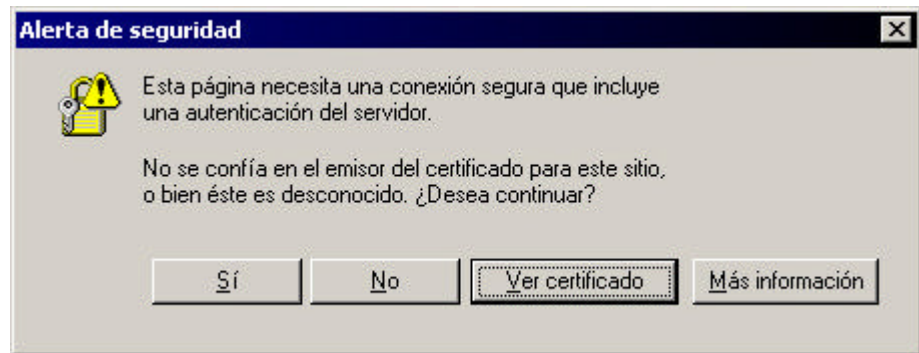 Alerta de seguridad
Esta página necesita una conexión segura que incluye
una autenticación del servidor.
No se confía en el emisor del certificado para este sitio,
o bien éste es desconocido. ¿Desea continuar?
Sí No Ver certificado Más información